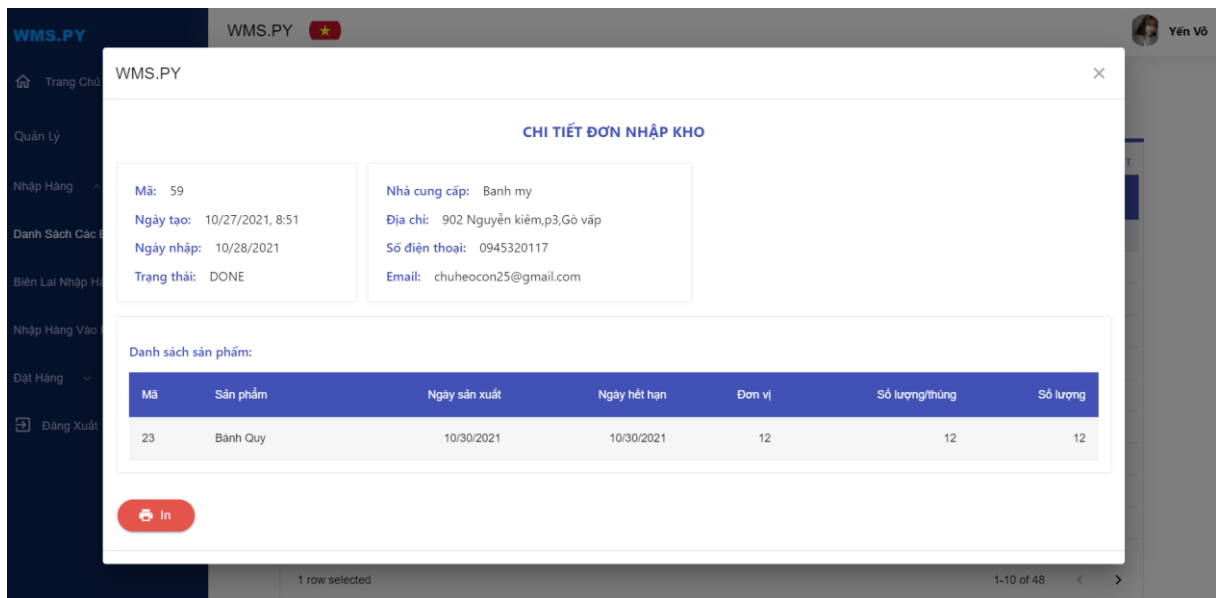 WMS.PY
WMS.PY
Yến Võ
Trang Chủ
Quản Lý
Nhập Hàng
Danh Sách Các
Biên Lai Nhập
Nhập Hàng Vào
Đặt Hàng
Đăng Xuất
WMS.PY
CHI TIẾT ĐƠN NHẬP KHO
Mã: 59
Ngày tạo: 10/27/2021, 8:51
Ngày nhập: 10/28/2021
Trạng thái: DONE
Nhà cung cấp: Banh my
Địa chỉ: 902 Nguyễn kiêm,p3,Gò vấp
Số điện thoại: 0945320117
Email: chuheocon25@gmail.com
Danh sách sản phẩm:
Mã Sản phẩm Ngày sản xuất Ngày hết hạn Đơn vị Số lượng/thùng Số lượng
23 Bánh Quy 10/30/2021 10/30/2021 12 12 12
In
1 row selected
1-10 of 48